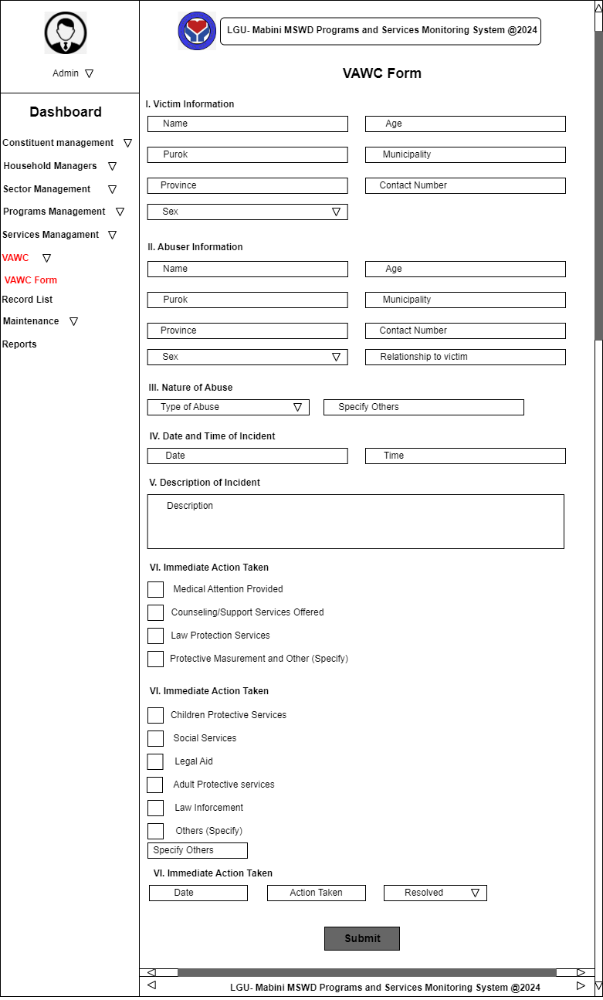 LGU- Mabini MSWD Programs and Services Monitoring System @2024
Admin
Dashboard
Constituent management
Household Managers
Sector Management
Programs Management
Services Managament
VAWC
VAWC Form
Record List
Maintenance
Reports
VAWC Form
I. Victim Information
Name Age
Purok Municipality
Province Contact Number
Sex
II. Abuser Information
Name Age
Purok Municipality
Province Contact Number
Sex Relationship to victim
III. Nature of Abuse
Type of Abuse Specify Others
IV. Date and Time of Incident
Date Time
V. Description of Incident
Description
VI. Immediate Action Taken
Medical Attention Provided
Counseling/Support Services Offered
Law Protection Services
Protective Masurement and Other (Specify)
VI. Immediate Action Taken
Children Protective Services
Social Services
Legal Aid
Adult Protective services
Law Inforcement
Others (Specify)
Specify Others
VI. Immediate Action Taken
Date Action Taken Resolved
Submit
LGU- Mabini MSWD Programs and Services Monitoring System @2024